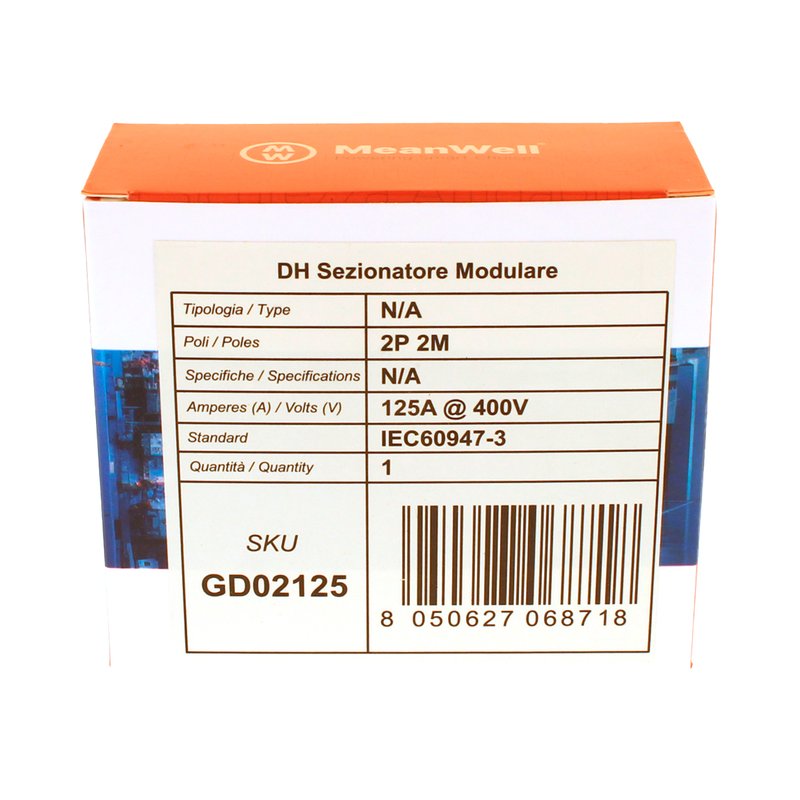 MW MeanWell
DH Sezionatore Modulare
Tipologia / Type N/A
Poli / Poles 2P 2M
Specifiche / Specifications N/A
Amperes (A) / Volts (V) 125A @ 400V
Standard IEC60947-3
Quantità / Quantity 1
SKU
GD02125
8 050627 068718